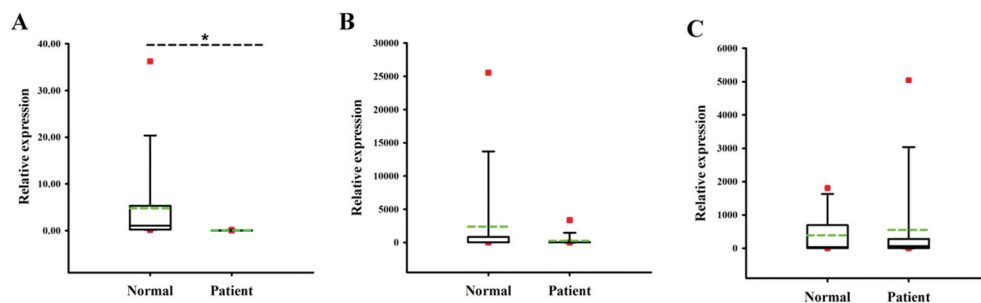 A
Relative expression
40.00
30.00
20.00
10.00
0.00
*
Normal Patient
B
Relative expression
30000
25000
20000
15000
10000
5000
0
Normal Patient
C
Relative expression
6000
5000
4000
3000
2000
1000
0
Normal Patient